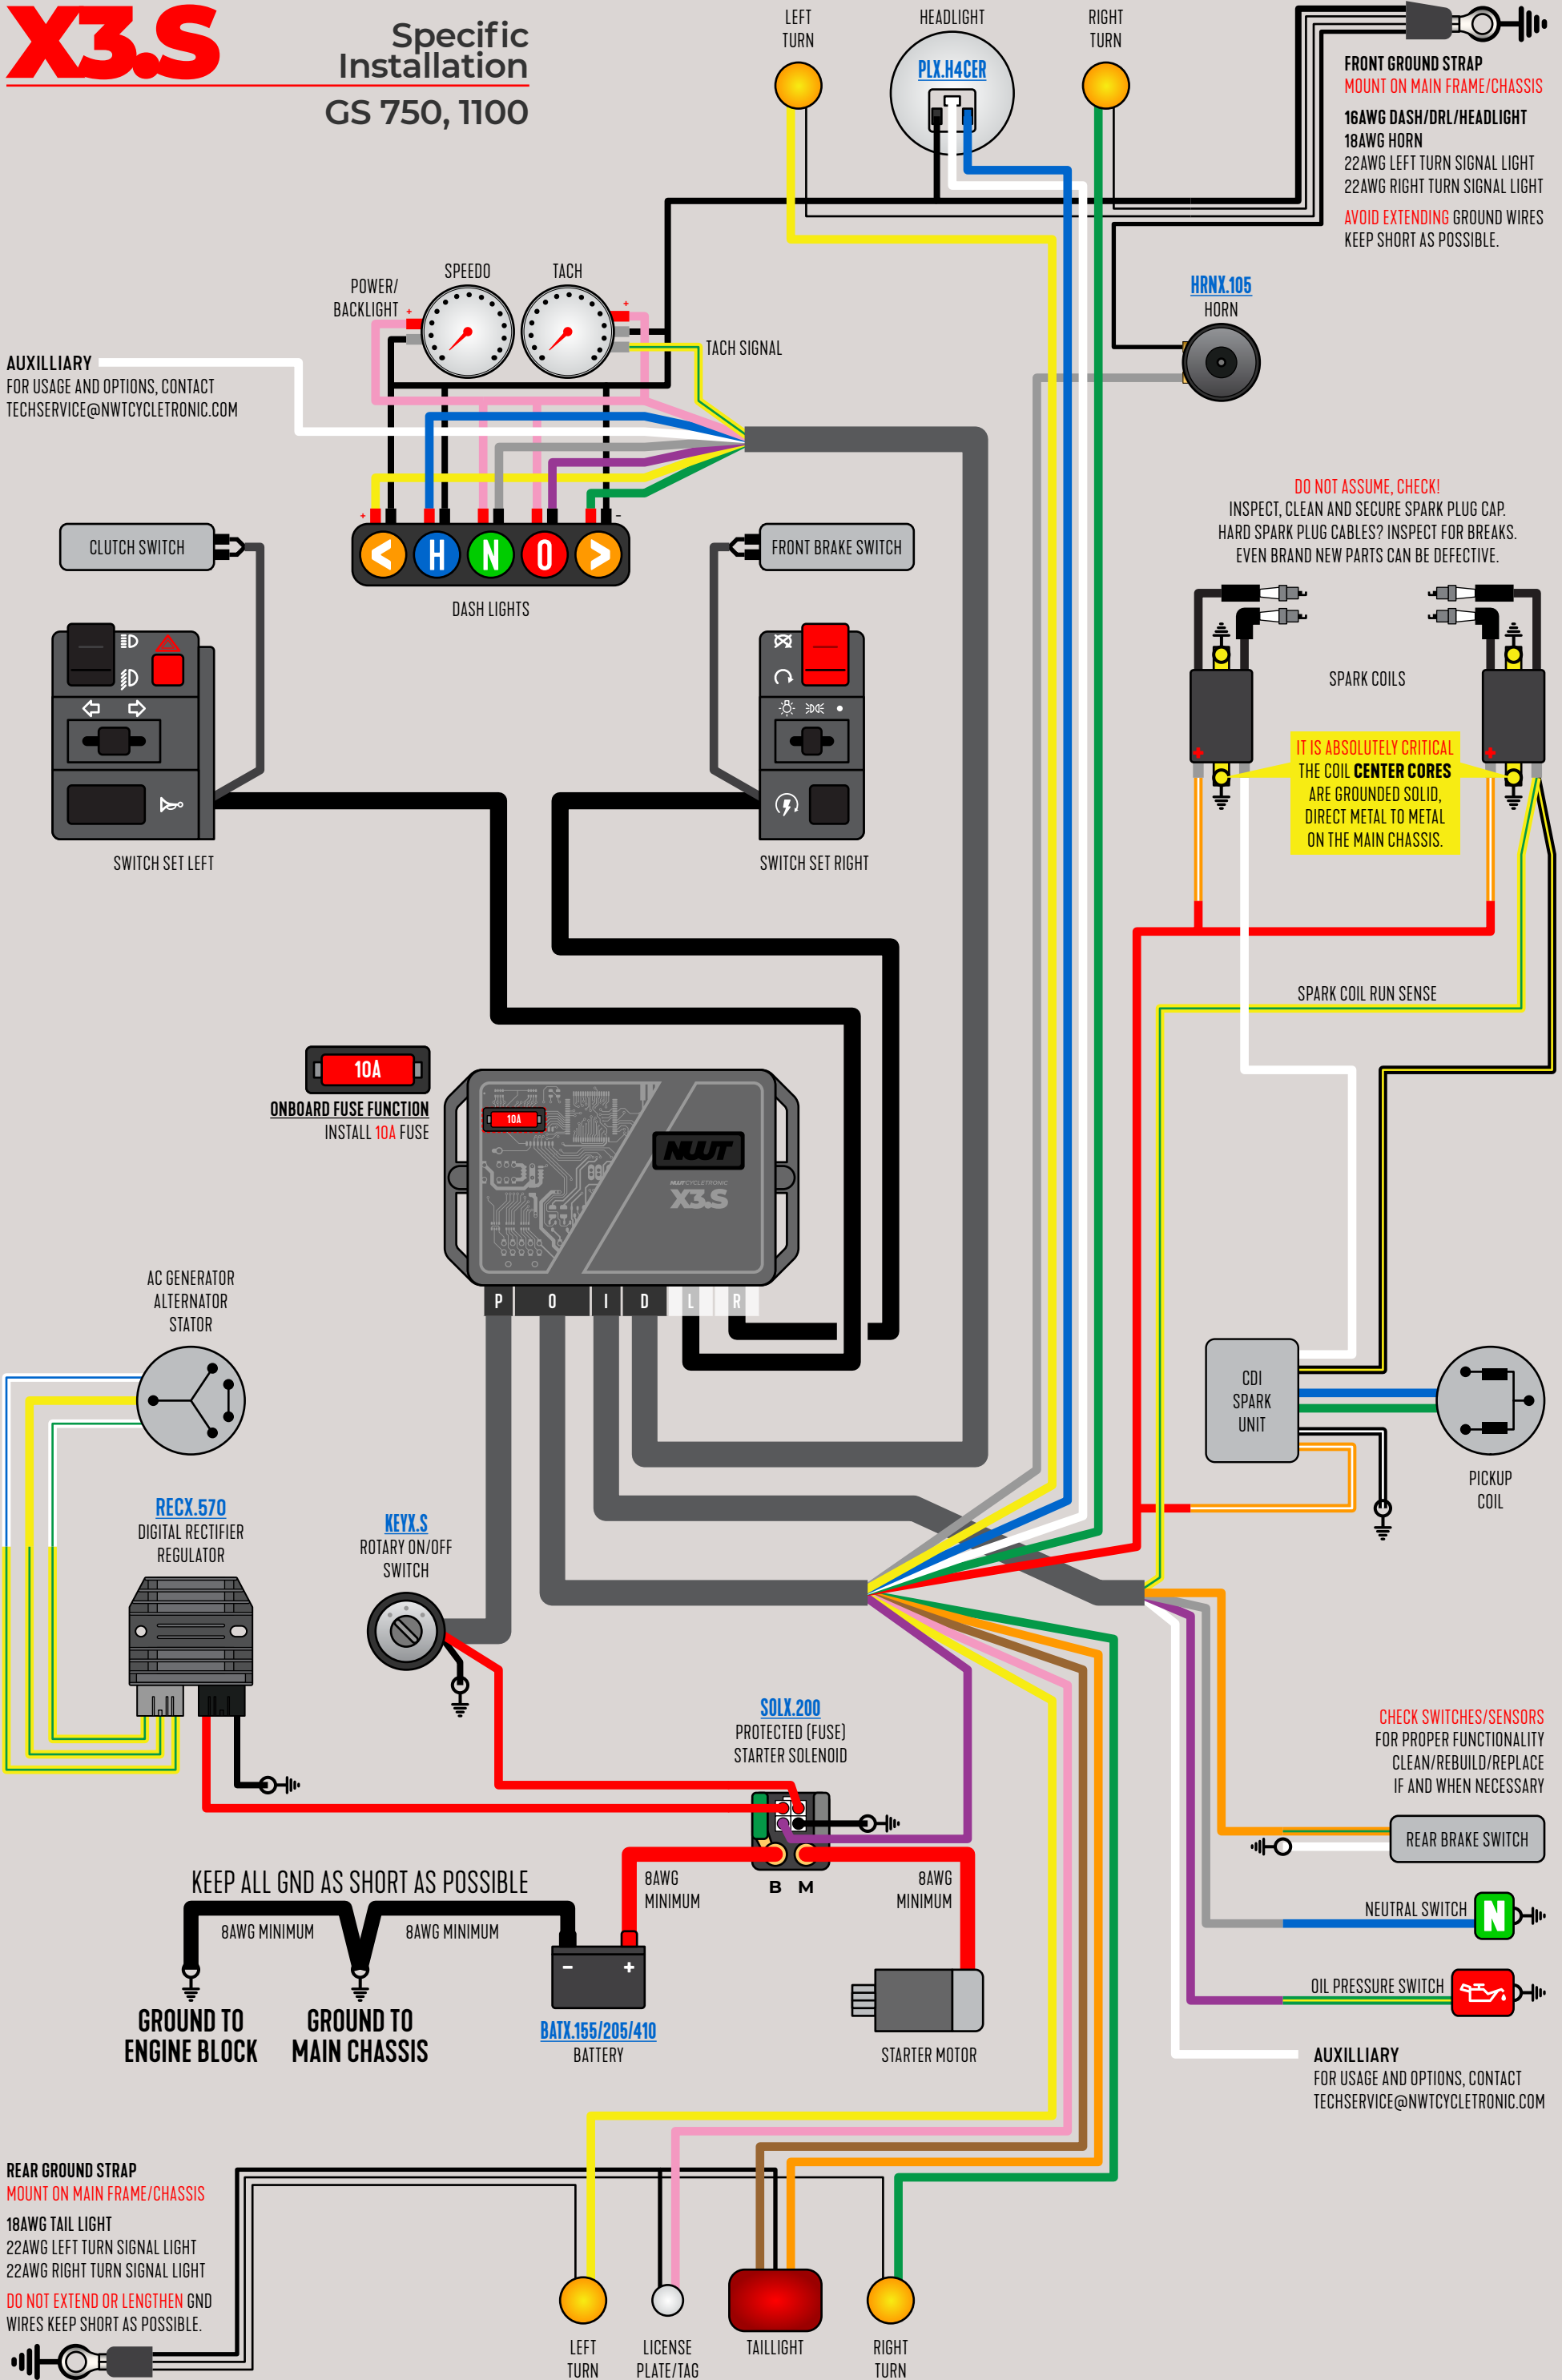 X3.S
Specific
Installation
GS 750, 1100
LEFT
TURN
HEADLIGHT
PLX.H4CER
RIGHT
TURN
FRONT GROUND STRAP
MOUNT ON MAIN FRAME/CHASSIS
16AWG DASH/DRL/HEADLIGHT
18AWG HORN
22AWG LEFT TURN SIGNAL LIGHT
22AWG RIGHT TURN SIGNAL LIGHT
AVOID EXTENDING GROUND WIRES
KEEP SHORT AS POSSIBLE.
POWER/
BACKLIGHT
+
SPEEDO
TACH
+
TACH SIGNAL
HRNX.105
HORN
AUXILLIARY
FOR USAGE AND OPTIONS, CONTACT
TECHSERVICE@NWTCYCLETRONIC.COM
CLUTCH SWITCH
+
-
< H N O >
DASH LIGHTS
FRONT BRAKE SWITCH
DO NOT ASSUME, CHECK!
INSPECT, CLEAN AND SECURE SPARK PLUG CAP.
HARD SPARK PLUG CABLES? INSPECT FOR BREAKS.
EVEN BRAND NEW PARTS CAN BE DEFECTIVE.
SPARK COILS
+
+
IT IS ABSOLUTELY CRITICAL
THE COIL CENTER CORES
ARE GROUNDED SOLID,
DIRECT METAL TO METAL
ON THE MAIN CHASSIS.
SWITCH SET LEFT
SWITCH SET RIGHT
SPARK COIL RUN SENSE
10A
ONBOARD FUSE FUNCTION
INSTALL 10A FUSE
10A
NWT
NWTCYCLETRONIC
X3.S
P O I D L R
AC GENERATOR
ALTERNATOR
STATOR
CDI
SPARK
UNIT
PICKUP
COIL
RECX.570
DIGITAL RECTIFIER
REGULATOR
KEYX.S
ROTARY ON/OFF
SWITCH
SOLX.200
PROTECTED (FUSE)
STARTER SOLENOID
B M
CHECK SWITCHES/SENSORS
FOR PROPER FUNCTIONALITY
CLEAN/REBUILD/REPLACE
IF AND WHEN NECESSARY
REAR BRAKE SWITCH
KEEP ALL GND AS SHORT AS POSSIBLE
8AWG MINIMUM
8AWG MINIMUM
8AWG
MINIMUM
8AWG
MINIMUM
NEUTRAL SWITCH
N
- +
GROUND TO
ENGINE BLOCK
GROUND TO
MAIN CHASSIS
BATX.155/205/410
BATTERY
STARTER MOTOR
OIL PRESSURE SWITCH
AUXILLIARY
FOR USAGE AND OPTIONS, CONTACT
TECHSERVICE@NWTCYCLETRONIC.COM
REAR GROUND STRAP
MOUNT ON MAIN FRAME/CHASSIS
18AWG TAIL LIGHT
22AWG LEFT TURN SIGNAL LIGHT
22AWG RIGHT TURN SIGNAL LIGHT
DO NOT EXTEND OR LENGTHEN GND
WIRES KEEP SHORT AS POSSIBLE.
LEFT
TURN
LICENSE
PLATE/TAG
TAILLIGHT
RIGHT
TURN